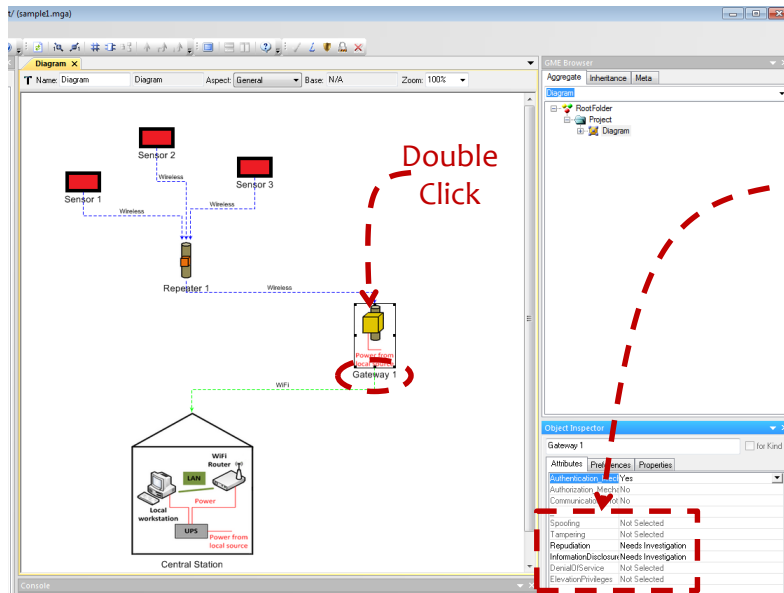 t/ (sample1.mga)
Diagram X
Name: Diagram Diagram Aspect: General Base: N/A Zoom: 100%
Sensor 2
Sensor 3
Sensor 1
Wireless
Wireless
Wireless
Repeater 1
Wireless
Double
Click
Power from
local source
Gateway 1
WiFi
WiFi
Router
LAN
Power
Local
workstation
UPS
Power from
local source
Central Station
Console
GME Browser
Aggregate Inheritance Meta
Diagram
RootFolder
Project
Diagram
Object Inspector
Gateway 1 for Kind
Attributes Preferences Properties
Authentication_Mec Yes
Authorization_Mecha No
No
Spoofing Not Selected
Tampering Not Selected
Repudiation Needs Investigation
InformationDisclosure Needs Investigation
DenialOfService Not Selected
ElevationPrivileges Not Selected